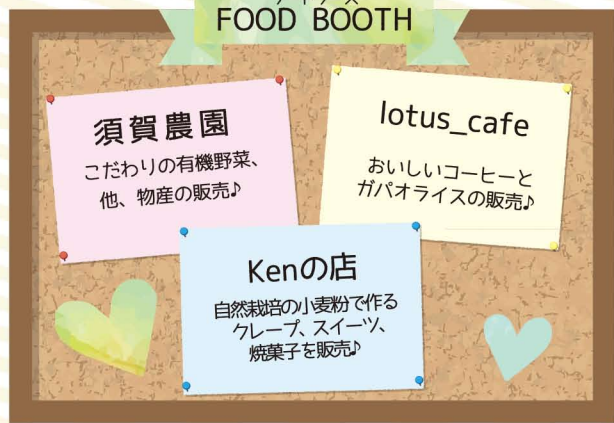 FOOD BOOTH
須賀農園
こだわりの有機野菜、
他、物産の販売♪
lotus_cafe
おいしいコーヒーと
ガパオライスの販売♪
Kenの店
自然栽培の小麦粉で作る
クレープ、スイーツ、
焼菓子を販売♪